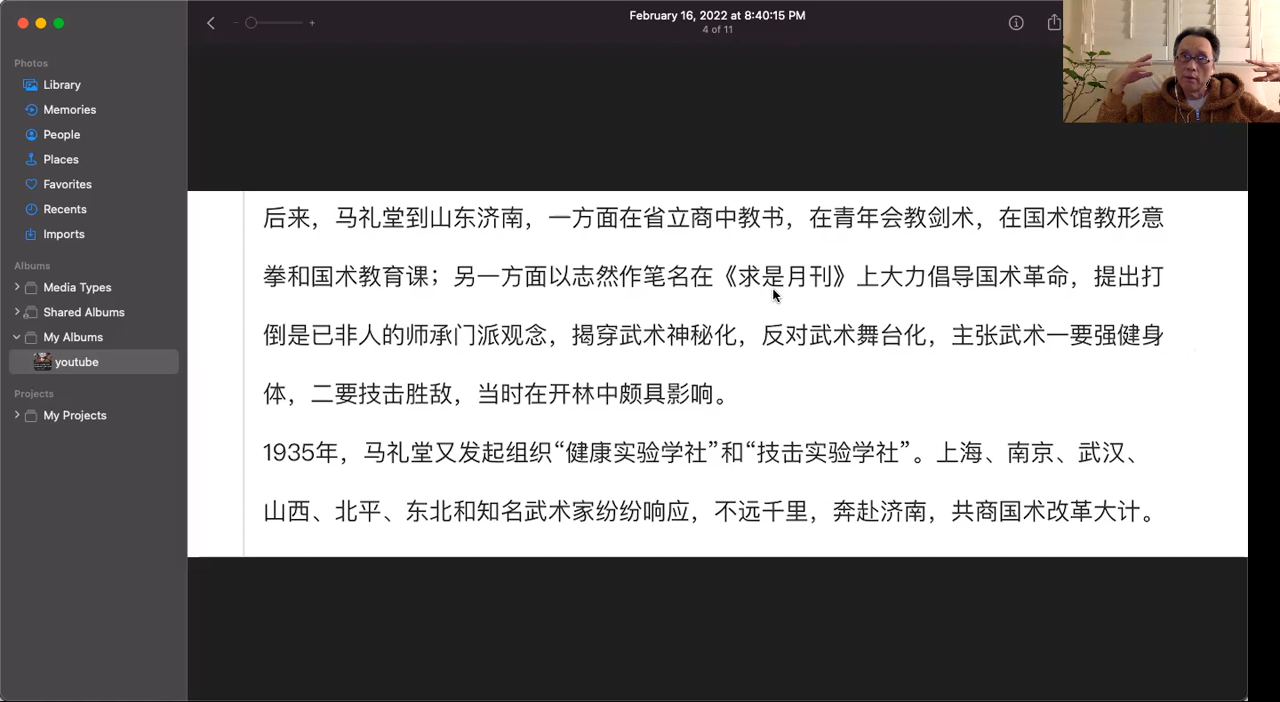 February 16, 2022 at 8:40:15 PM
4 of 11
Photos
Library
Memories
People
Places
Favorites
Recents
Imports
Albums
Media Types
Shared Albums
My Albums
youtube
Projects
My Projects
后来，马礼堂到山东济南，一方面在省立商中教书，在青年会教剑术，在国术馆教形意
拳和国术教育课；另一方面以志然作笔名在《求是月刊》上大力倡导国术革命，提出打
倒是已非人的师承门派观念，揭穿武术神秘化，反对武术舞台化，主张武术一要强健身
体，二要技击胜敌，当时在开林中颇具影响。
1935年，马礼堂又发起组织“健康实验学社”和“技击实验学社”。上海、南京、武汉、
山西、北平、东北和知名武术家纷纷响应，不远千里，奔赴济南，共商国术改革大计。